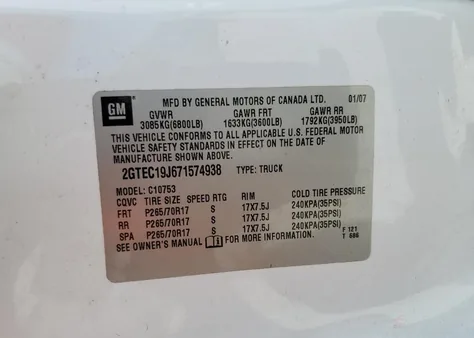 GM
MFD BY GENERAL MOTORS OF CANADA LTD. 01/07
GVWR GAWR FRT GAWR RR
3085KG(6800LB) 1633KG(3600LB) 1792KG(3950LB)
THIS VEHICLE CONFORMS TO ALL APPLICABLE U.S. FEDERAL MOTOR
VEHICLE SAFETY STANDARDS IN EFFECT ON THE DATE OF
MANUFACTURE SHOWN ABOVE.
2GTEC19J671574938 TYPE: TRUCK
MODEL: C10753
CQVC TIRE SIZE SPEED RTG RIM COLD TIRE PRESSURE
FRT P265/70R17 S 17X7.5J 240KPA(35PSI)
RR P265/70R17 S 17X7.5J 240KPA(35PSI)
SPA P265/70R17 S 17X7.5J 240KPA(35PSI)
SEE OWNER'S MANUAL FOR MORE INFORMATION.
F 121
T 686